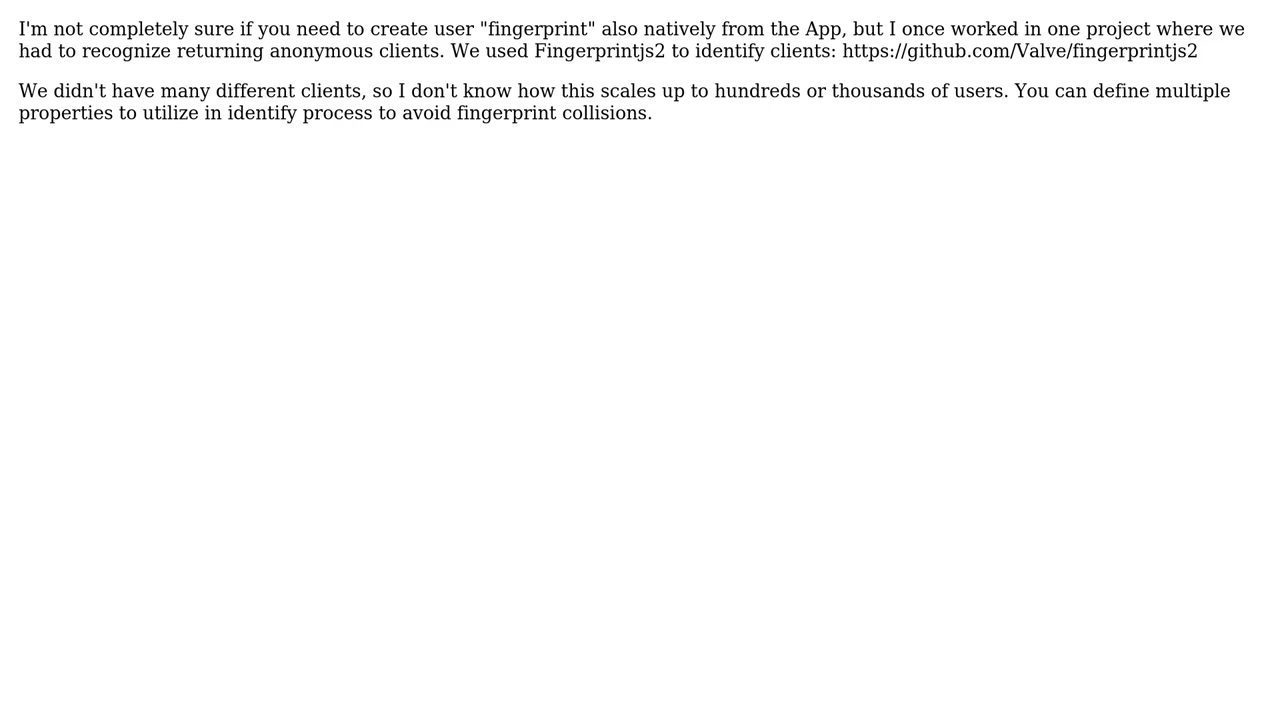 I'm not completely sure if you need to create user "fingerprint" also natively from the App, but I once worked in one project where we
had to recognize returning anonymous clients. We used Fingerprintjs2 to identify clients: https://github.com/Valve/fingerprintjs2
We didn't have many different clients, so I don't know how this scales up to hundreds or thousands of users. You can define multiple
properties to utilize in identify process to avoid fingerprint collisions.